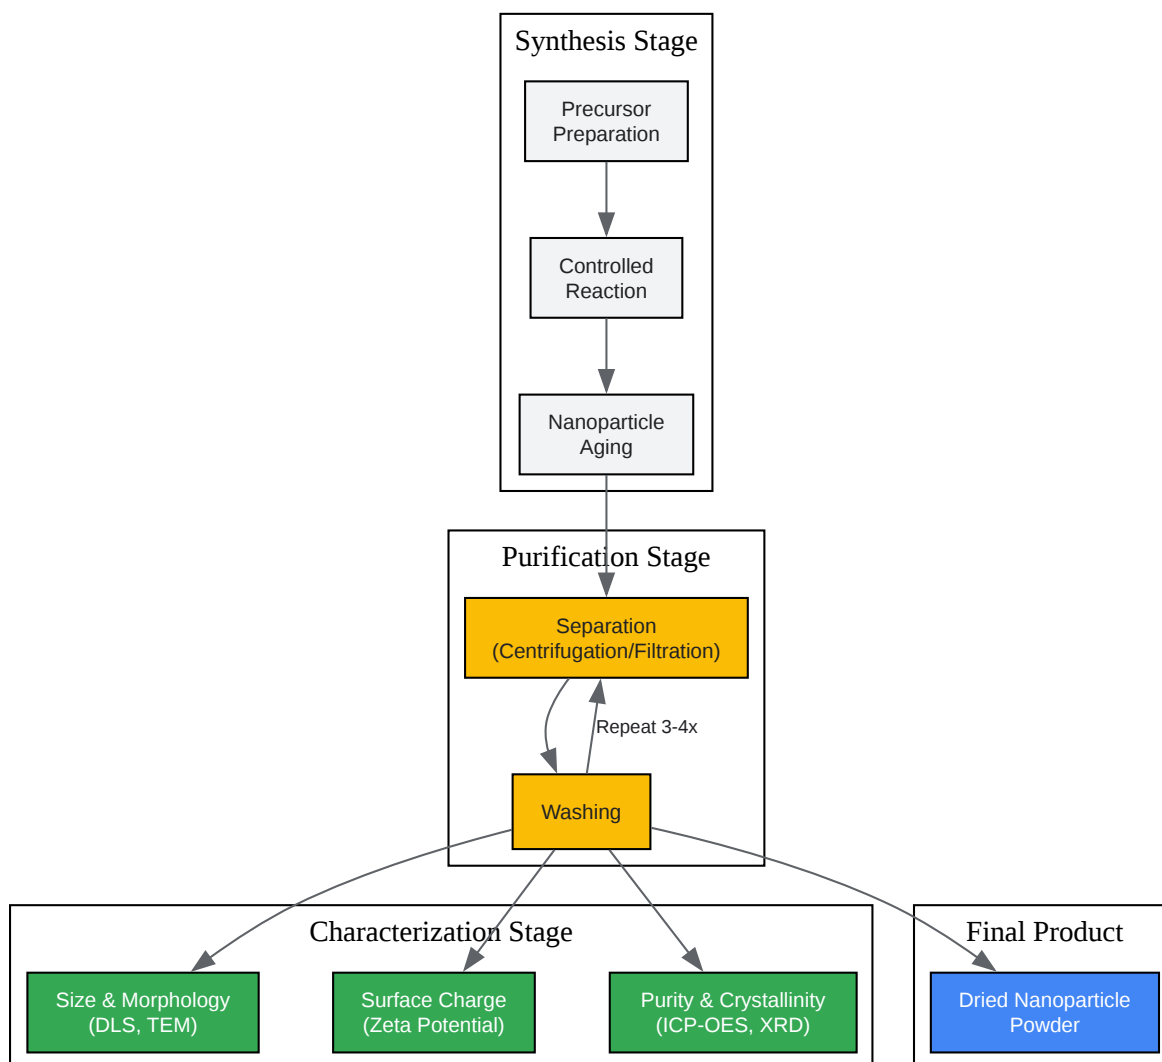 Synthesis Stage
Precursor
Preparation
Controlled
Reaction
Nanoparticle
Aging
Purification Stage
Separation
(Centrifugation/Filtration)
Repeat 3-4x
Washing
Characterization Stage
Size & Morphology
(DLS, TEM)
Surface Charge
(Zeta Potential)
Purity & Crystallinity
(ICP-OES, XRD)
Final Product
Dried Nanoparticle
Powder